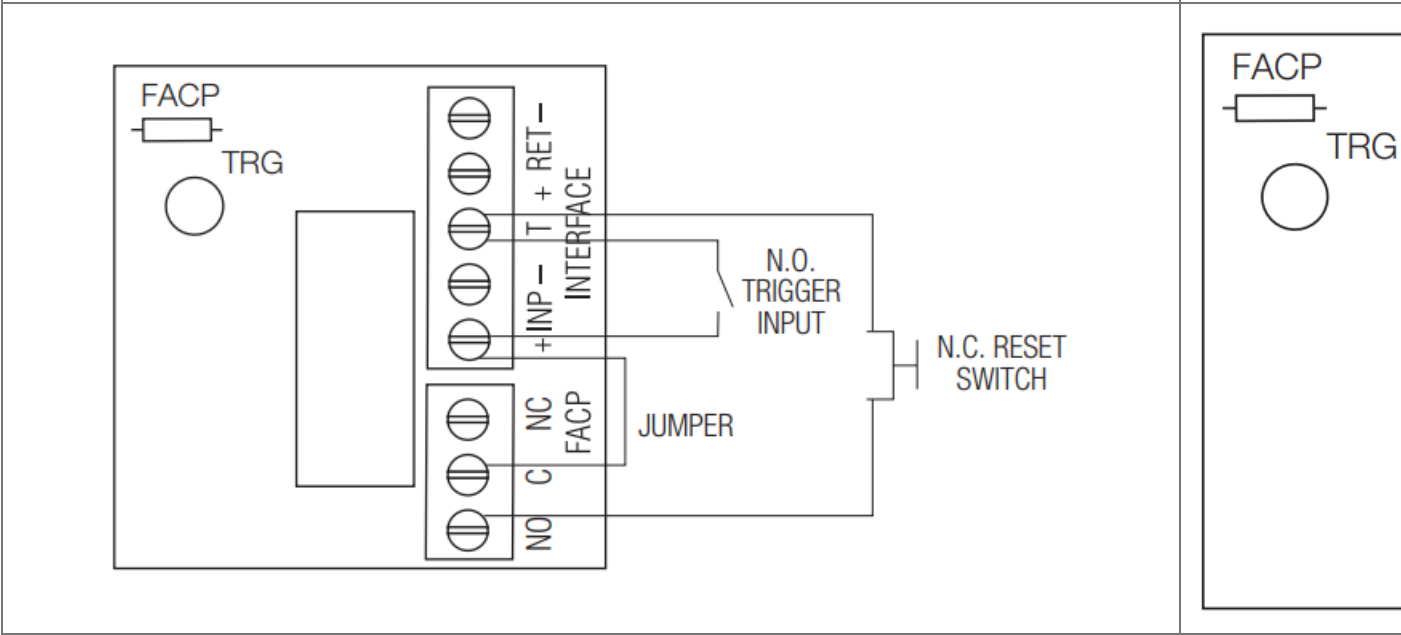 FACP
TRG
+ RET −
T
INTERFACE
+ INP −
NC
FACP
C
NO
N.O.
TRIGGER
INPUT
N.C. RESET
SWITCH
JUMPER
FACP
TRG